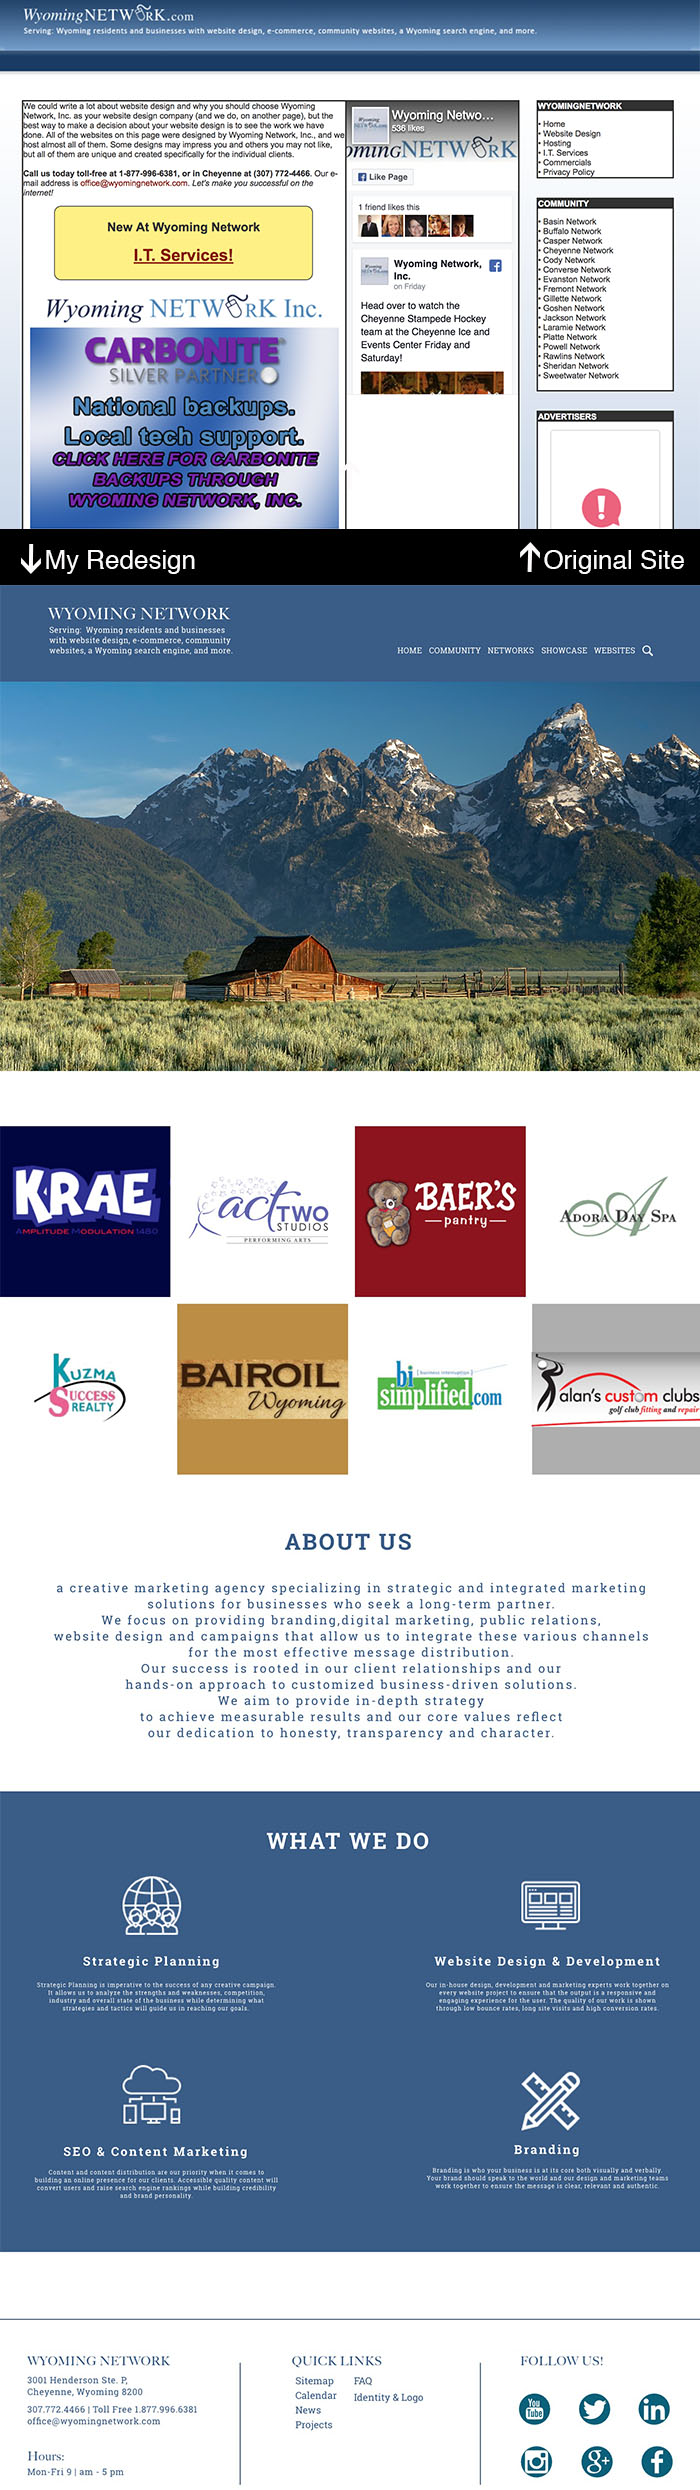 WyomingNETWORK.com
Serving: Wyoming residents and businesses with website design, e-commerce, community websites, a Wyoming search engine, and more.
We could write a lot about website design and why you should choose Wyoming
Network, Inc. as your website design company (and we do, on another page), but the
best way to make a decision about your website design is to see the work we have
done. All of the websites on this page were designed by Wyoming Network, Inc., and we
host almost all of them. Some designs may impress you and others you may not like,
but all of them are unique and created specifically for the individual clients.
Call us today toll-free at 1-877-996-6381, or in Cheyenne at (307) 772-4466. Our e-
mail address is office@wyomingnetwork.com. Let's make you successful on the
internet!
New At Wyoming Network
I.T. Services!
Wyoming NETWORK Inc.
CARBONITE
SILVER PARTNER
National backups.
Local tech support.
CLICK HERE FOR CARBONITE
BACKUPS THROUGH
WYOMING NETWORK, INC.
Wyoming Netwo...
536 likes
omingNETWORK
Like Page
1 friend likes this
Wyoming Network,
Inc.
on Friday
Head over to watch the
Cheyenne Stampede Hockey
team at the Cheyenne Ice and
Events Center Friday and
Saturday!
WYOMINGNETWORK
• Home
• Website Design
• Hosting
• I.T. Services
• Commercials
• Privacy Policy
COMMUNITY
• Basin Network
• Buffalo Network
• Casper Network
• Cheyenne Network
• Cody Network
• Converse Network
• Evanston Network
• Fremont Network
• Gillette Network
• Goshen Network
• Jackson Network
• Laramie Network
• Platte Network
• Powell Network
• Rawlins Network
• Sheridan Network
• Sweetwater Network
ADVERTISERS
My Redesign
Original Site
WYOMING NETWORK
Serving: Wyoming residents and businesses
with website design, e-commerce, community
websites, a Wyoming search engine, and more.
HOME COMMUNITY NETWORKS SHOWCASE WEBSITES
KRAE
AMPLITUDE MODULATION 1480
act TWO
STUDIOS
PERFORMING ARTS
BAER'S
pantry
ADORA DAY SPA
KUZMA
SUCCESS
REALTY
BAIROIL
Wyoming
bi [business interruption]
simplified.com
alan's custom clubs
golf club fitting and repair
ABOUT US
a creative marketing agency specializing in strategic and integrated marketing
solutions for businesses who seek a long-term partner.
We focus on providing branding,digital marketing, public relations,
website design and campaigns that allow us to integrate these various channels
for the most effective message distribution.
Our success is rooted in our client relationships and our
hands-on approach to customized business-driven solutions.
We aim to provide in-depth strategy
to achieve measurable results and our core values reflect
our dedication to honesty, transparency and character.
WHAT WE DO
Strategic Planning
Strategic Planning is imperative to the success of any creative campaign.
It allows us to analyze the strengths and weaknesses, competition,
industry and overall state of the business while determining what
strategies and tactics will guide us in reaching our goals.
Website Design & Development
Our in-house design, development and marketing experts work together on
every website project to ensure that the output is a responsive and
engaging experience for the user. The quality of our work is shown
through low bounce rates, long site visits and high conversion rates.
SEO & Content Marketing
Content and content distribution are our priority when it comes to
building an online presence for our clients. Accessible quality content will
convert users and raise search engine rankings while building credibility
and brand personality.
Branding
Branding is who your business is at its core both visually and verbally.
Your brand should speak to the world and our design and marketing teams
work together to ensure the message is clear, relevant and authentic.
WYOMING NETWORK
3001 Henderson Ste. P,
Cheyenne, Wyoming 8200
307.772.4466 | Toll Free 1.877.996.6381
office@wyomingnetwork.com
Hours:
Mon-Fri 9 | am - 5 pm
QUICK LINKS
Sitemap FAQ
Calendar Identity & Logo
News
Projects
FOLLOW US!
You Tube
in
g+
f